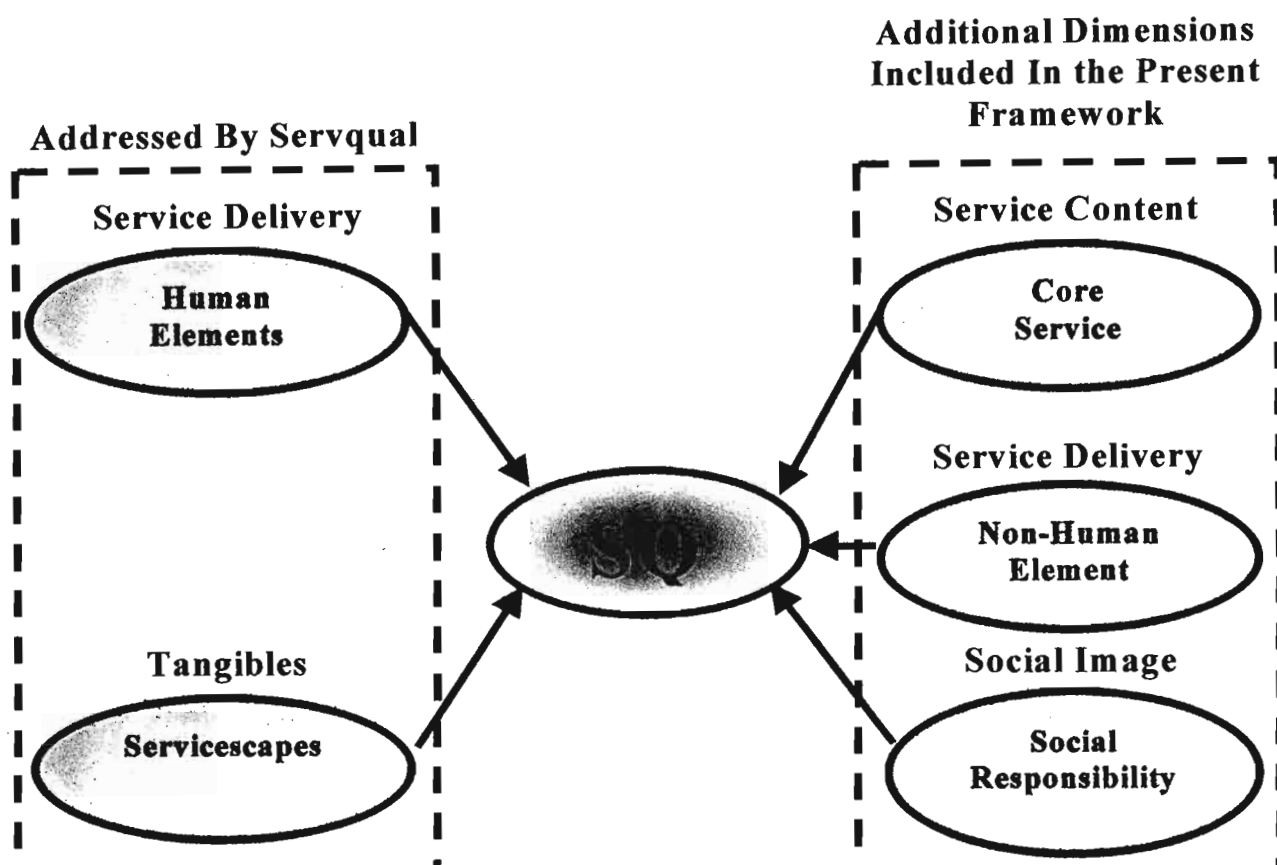 Additional Dimensions
Included In the Present
Framework
Addressed By Servqual
Service Delivery
Human
Elements
Tangibles
Servicescapes
SQ
Service Content
Core
Service
Service Delivery
Non-Human
Element
Social Image
Social
Responsibility